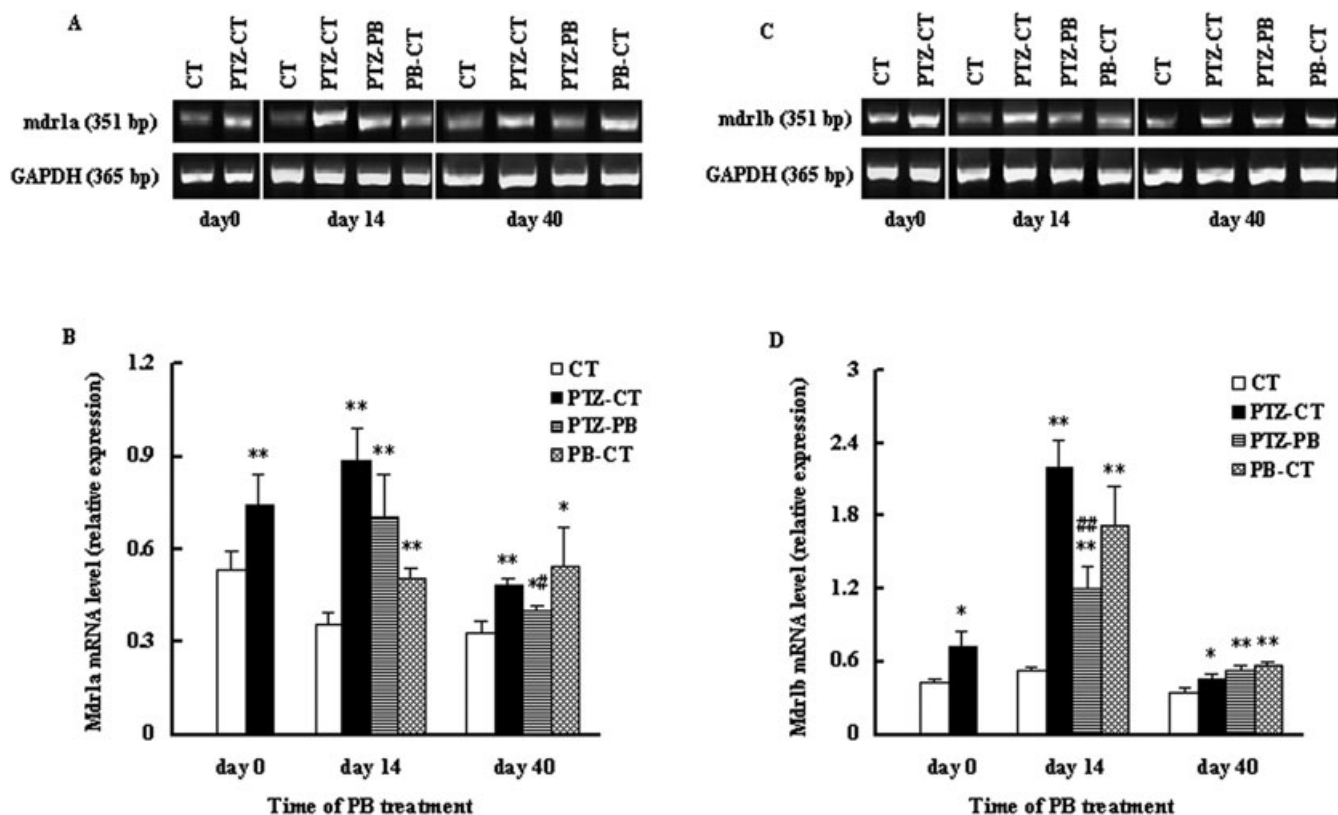 A
CT
PTZ-CT
CT
PTZ-CT
PTZ-PB
PB-CT
CT
PTZ-CT
PTZ-PB
PB-CT
mdr1a (351 bp)
GAPDH (365 bp)
day0 day 14 day 40
C
CT
PTZ-CT
CT
PTZ-CT
PTZ-PB
PB-CT
CT
PTZ-CT
PTZ-PB
PB-CT
mdr1b (351 bp)
GAPDH (365 bp)
day0 day 14 day 40
B
Mdr1a mRNA level (relative expression)
1.2
0.9
0.6
0.3
0
CT
PTZ-CT
PTZ-PB
PB-CT
**
**
**
**
**
*#
*
day 0 day 14 day 40
Time of PB treatment
D
Mdr1b mRNA level (relative expression)
3
2.4
1.8
1.2
0.6
0
CT
PTZ-CT
PTZ-PB
PB-CT
*
**
##
**
**
*
**
**
day 0 day 14 day 40
Time of PB treatment